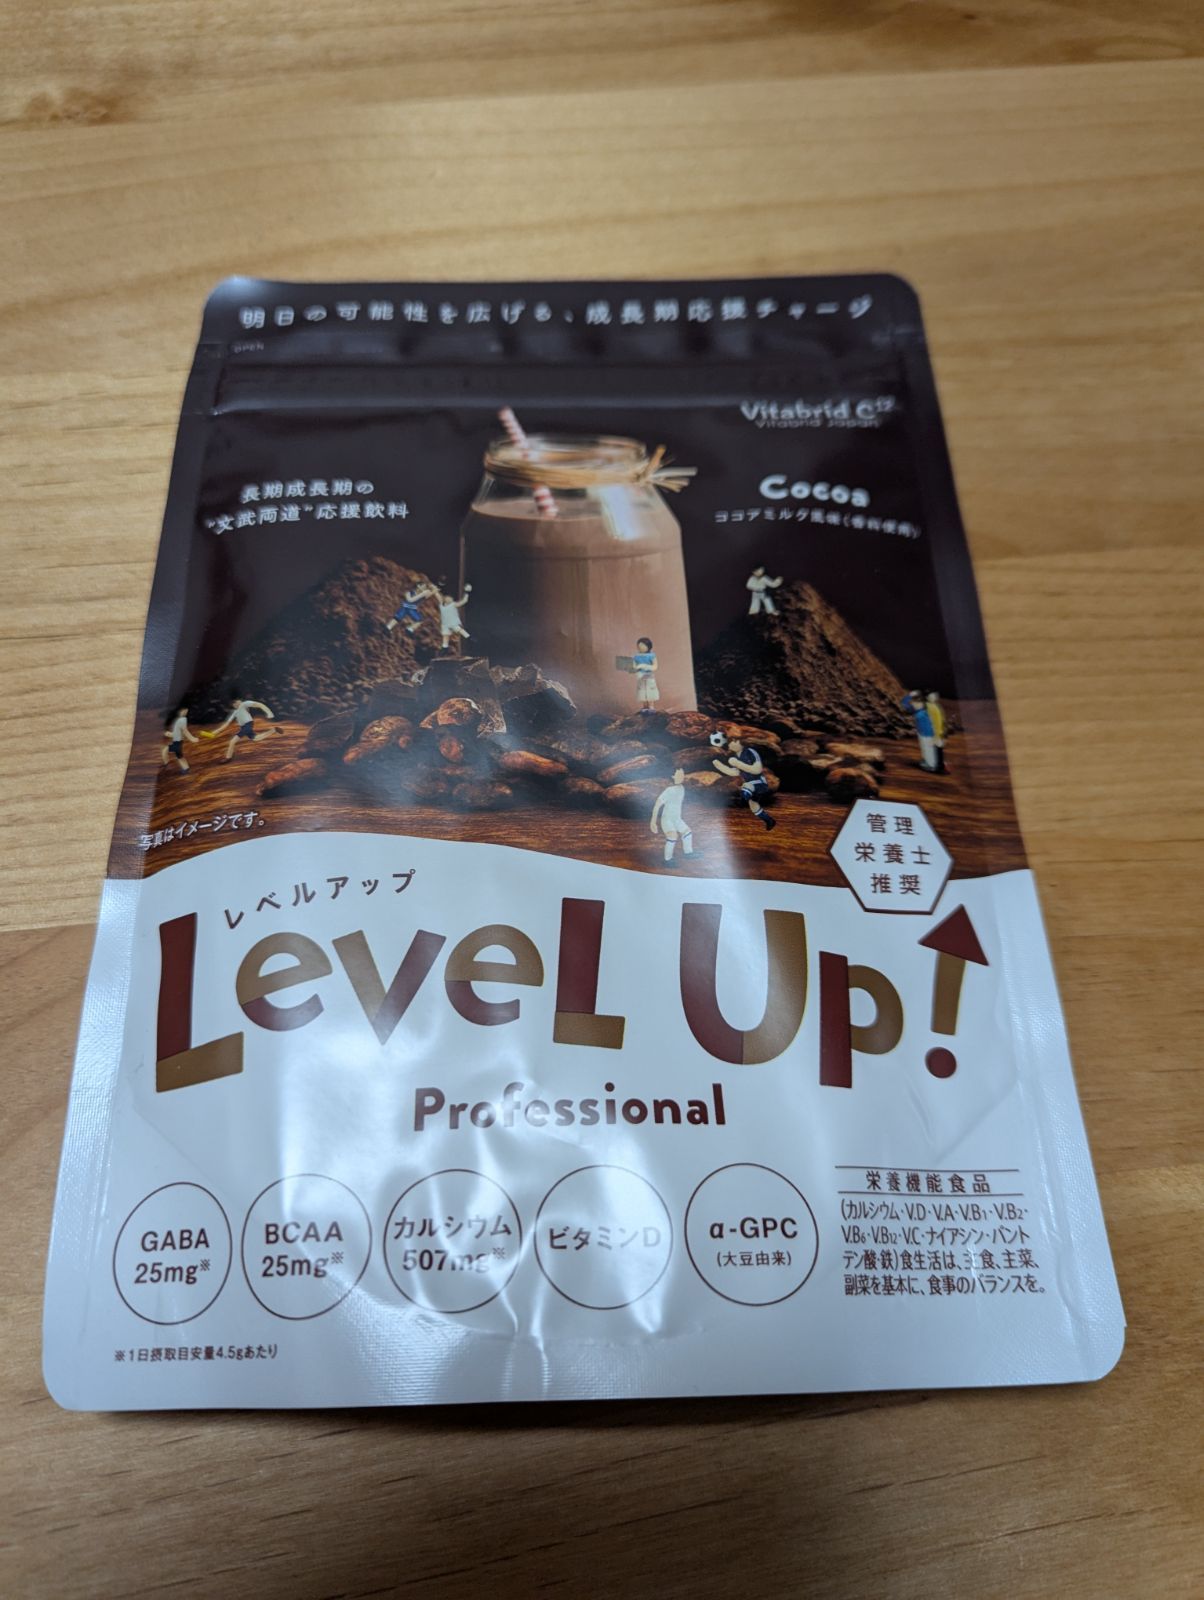 明日の可能性を広げる、成長期応援チャージ
OPEN
Vitabrid C¹²
Vitabrid Japan
長期成長期の
“文武両道”応援飲料
Cocoa
ココアミルク風味(香料使用)
写真はイメージです。
管理
栄養士
推奨
レベルアップ
Level Up!
Professional
GABA
25mg※
BCAA
25mg※
カルシウム
507mg※
ビタミンD
α-GPC
(大豆由来)
栄養機能食品
(カルシウム・V.D・V.A・V.B₁・V.B₂・
V.B₆・V.B₁₂・V.C・ナイアシン・パント
テン酸・鉄)食生活は、主食、主菜、
副菜を基本に、食事のバランスを。
※1日摂取目安量4.5gあたり